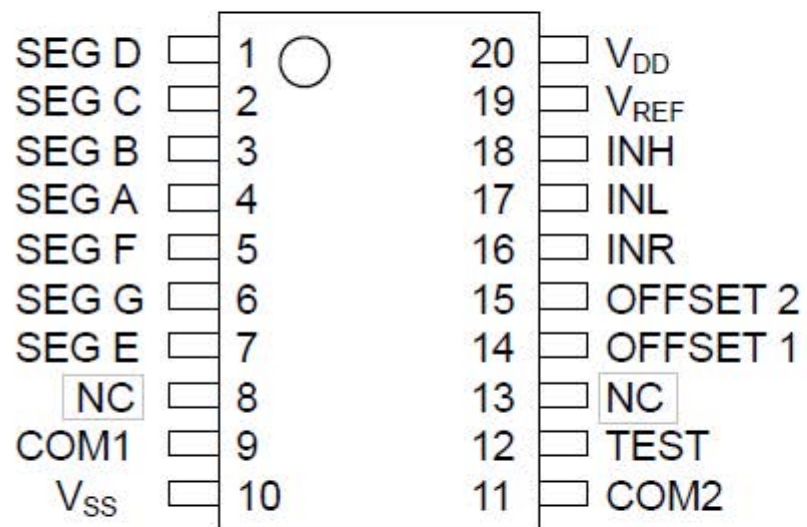 SEG D 1 20 VDD
SEG C 2 19 VREF
SEG B 3 18 INH
SEG A 4 17 INL
SEG F 5 16 INR
SEG G 6 15 OFFSET 2
SEG E 7 14 OFFSET 1
NC 8 13 NC
COM1 9 12 TEST
VSS 10 11 COM2